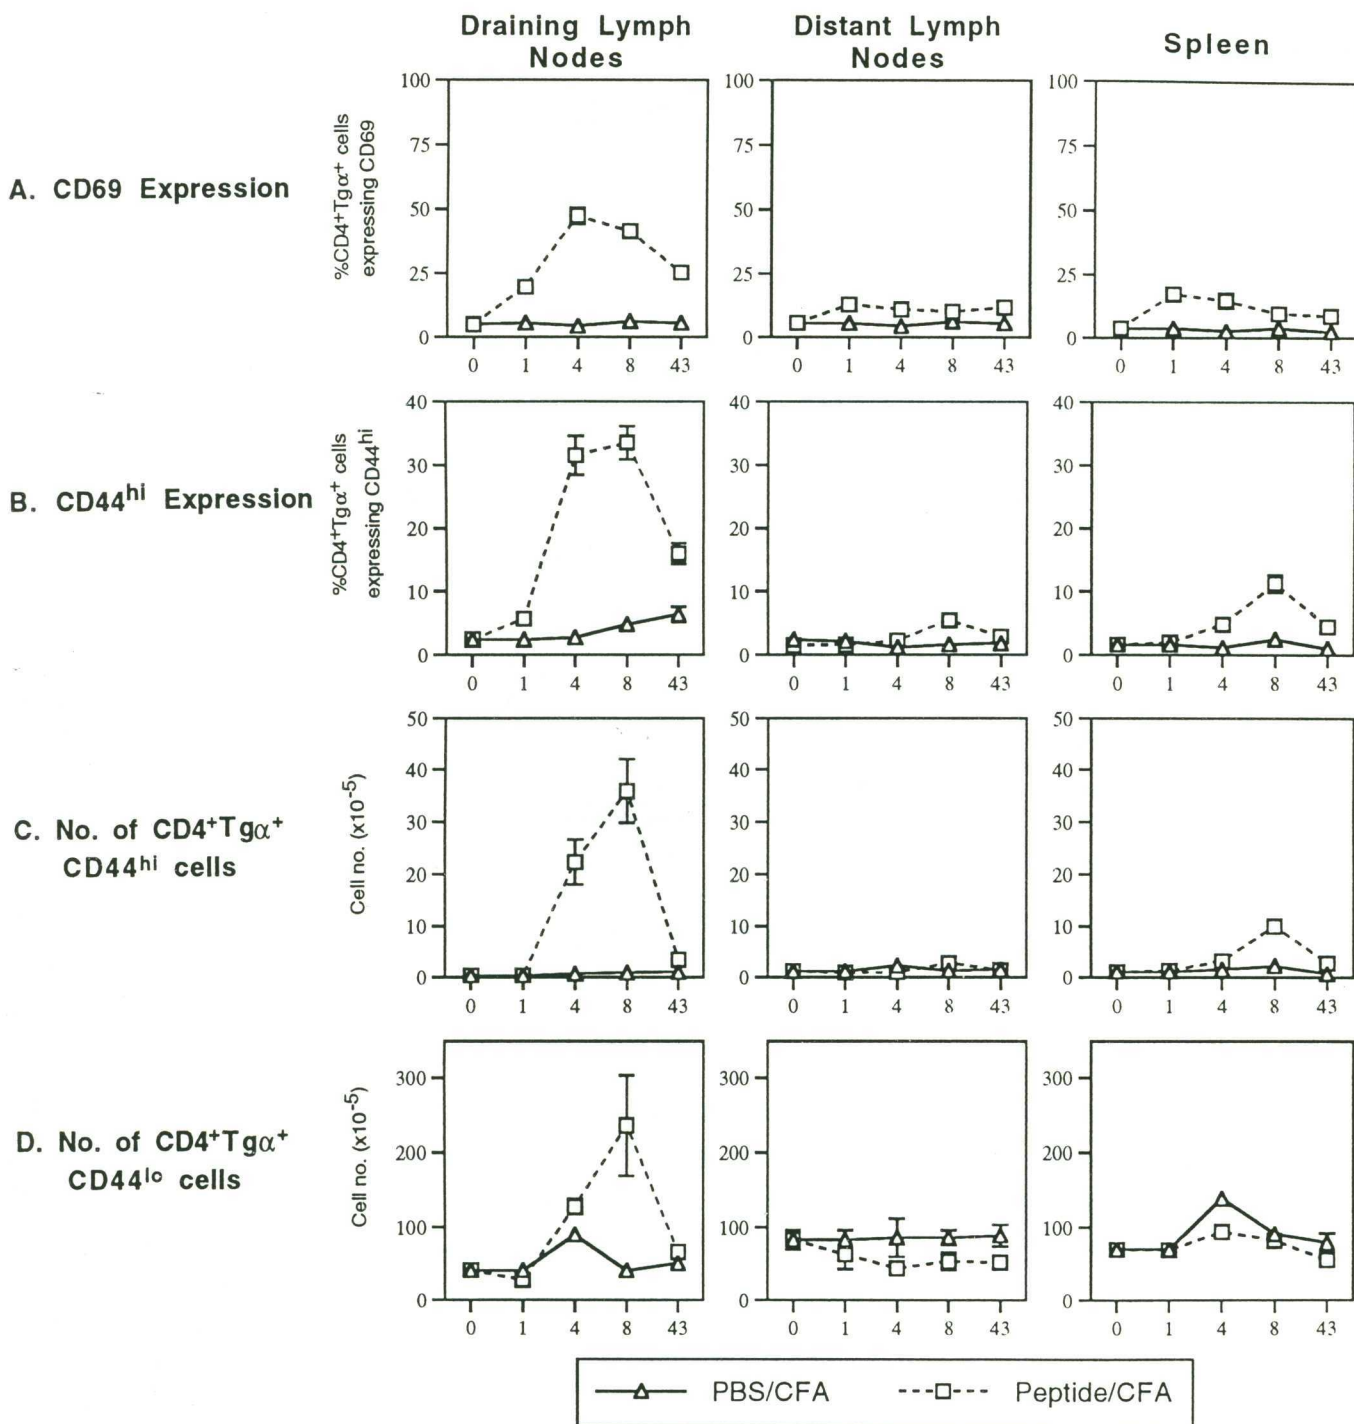 Draining Lymph
Nodes
Distant Lymph
Nodes
Spleen
A. CD69 Expression
%CD4⁺Tgα⁺ cells
expressing CD69
100
75
50
25
0
0 1 4 8 43
100
75
50
25
0
0 1 4 8 43
100
75
50
25
0
0 1 4 8 43
B. CD44ʰⁱ Expression
%CD4⁺Tgα⁺ cells
expressing CD44ʰⁱ
40
30
20
10
0
0 1 4 8 43
40
30
20
10
0
0 1 4 8 43
40
30
20
10
0
0 1 4 8 43
C. No. of CD4⁺Tgα⁺
CD44ʰⁱ cells
Cell no. (x10⁻⁵)
50
40
30
20
10
0
0 1 4 8 43
50
40
30
20
10
0
0 1 4 8 43
50
40
30
20
10
0
0 1 4 8 43
D. No. of CD4⁺Tgα⁺
CD44ˡᵒ cells
Cell no. (x10⁻⁵)
300
200
100
0
0 1 4 8 43
300
200
100
0
0 1 4 8 43
300
200
100
0
0 1 4 8 43
PBS/CFA Peptide/CFA